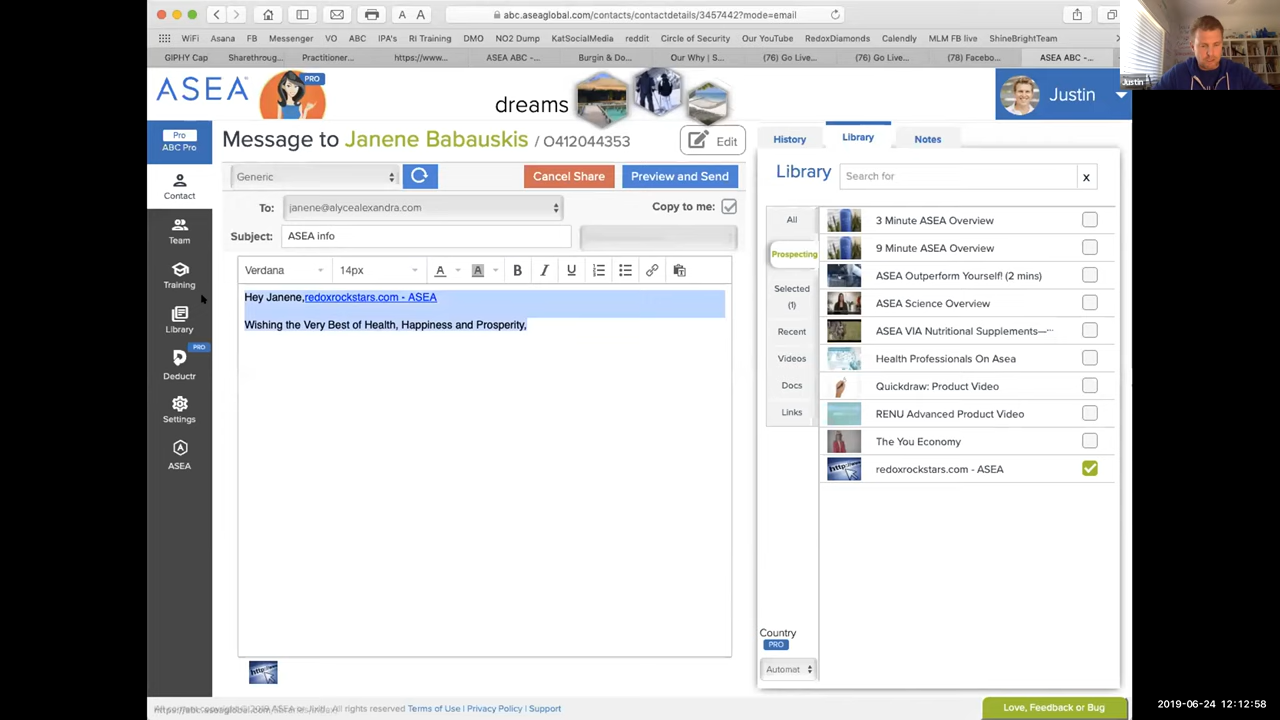 abc.aseaglobal.com/contacts/contactdetails/3457442?mode=email
A A
WiFi Asana FB Messenger VO ABC IPA's RI Training DMO NO2 Dump KatSocialMedia reddit Circle of Security Our YouTube RedoxDiamonds Calendly MLM FB live ShineBrightTeam
GIPHY Cap Sharethroug... Practitioner... https://www... ASEA ABC -... Burgin & Do... Our Why | S... (76) Go Live... (76) Go Live... (78) Facebo... ASEA ABC -...
Justin
ASEA
PRO
dreams
Justin
Pro
ABC Pro
Contact
Team
Training
Library
PRO
Deductr
Settings
ASEA
Message to Janene Babauskis / O412044353
Edit
Generic
Cancel Share
Preview and Send
To: janene@alycealexandra.com
Copy to me:
Subject: ASEA info
Verdana 14px A A B I U
Hey Janene,redoxrockstars.com - ASEA
Wishing the Very Best of Health, Happiness and Prosperity,
History Library Notes
Library
Search for
x
All
Prospecting
Selected
(1)
Recent
Videos
Docs
Links
3 Minute ASEA Overview
9 Minute ASEA Overview
ASEA Outperform Yourself! (2 mins)
ASEA Science Overview
ASEA VIA Nutritional Supplements—...
Health Professionals On Asea
Quickdraw: Product Video
RENU Advanced Product Video
The You Economy
redoxrockstars.com - ASEA
Country
PRO
Automat
All rights reserved Terms of Use | Privacy Policy | Support
Love, Feedback or Bug
2019-06-24 12:12:58